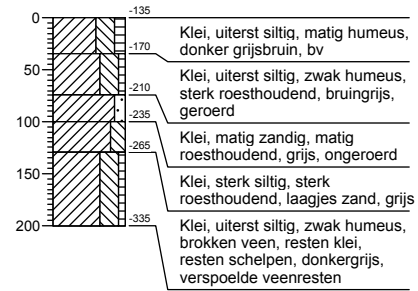 0
50
100
150
200
-135
-170
-210
-235
-265
-335
Klei, uiterst siltig, matig humeus,
donker grijsbruin, bv
Klei, uiterst siltig, zwak humeus,
sterk roesthoudend, bruingrijs,
geroerd
Klei, matig zandig, matig
roesthoudend, grijs, ongeroerd
Klei, sterk siltig, sterk
roesthoudend, laagjes zand, grijs
Klei, uiterst siltig, zwak humeus,
brokken veen, resten klei,
resten schelpen, donkergrijs,
verspoelde veenresten